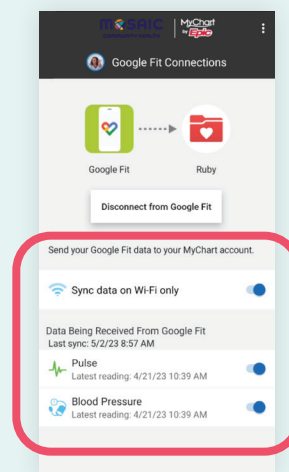 MOSAIC
COMMUNITY HEALTH
MyChart
by Epic
Google Fit Connections
Google Fit
Ruby
Disconnect from Google Fit
Send your Google Fit data to your MyChart account.
Sync data on Wi-Fi only
Data Being Received From Google Fit
Last sync: 5/2/23 8:57 AM
Pulse
Latest reading: 4/21/23 10:39 AM
Blood Pressure
Latest reading: 4/21/23 10:39 AM